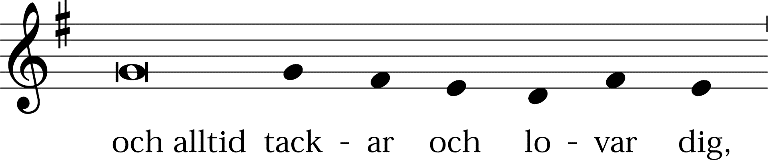 och alltid tack - ar och lo - var dig,